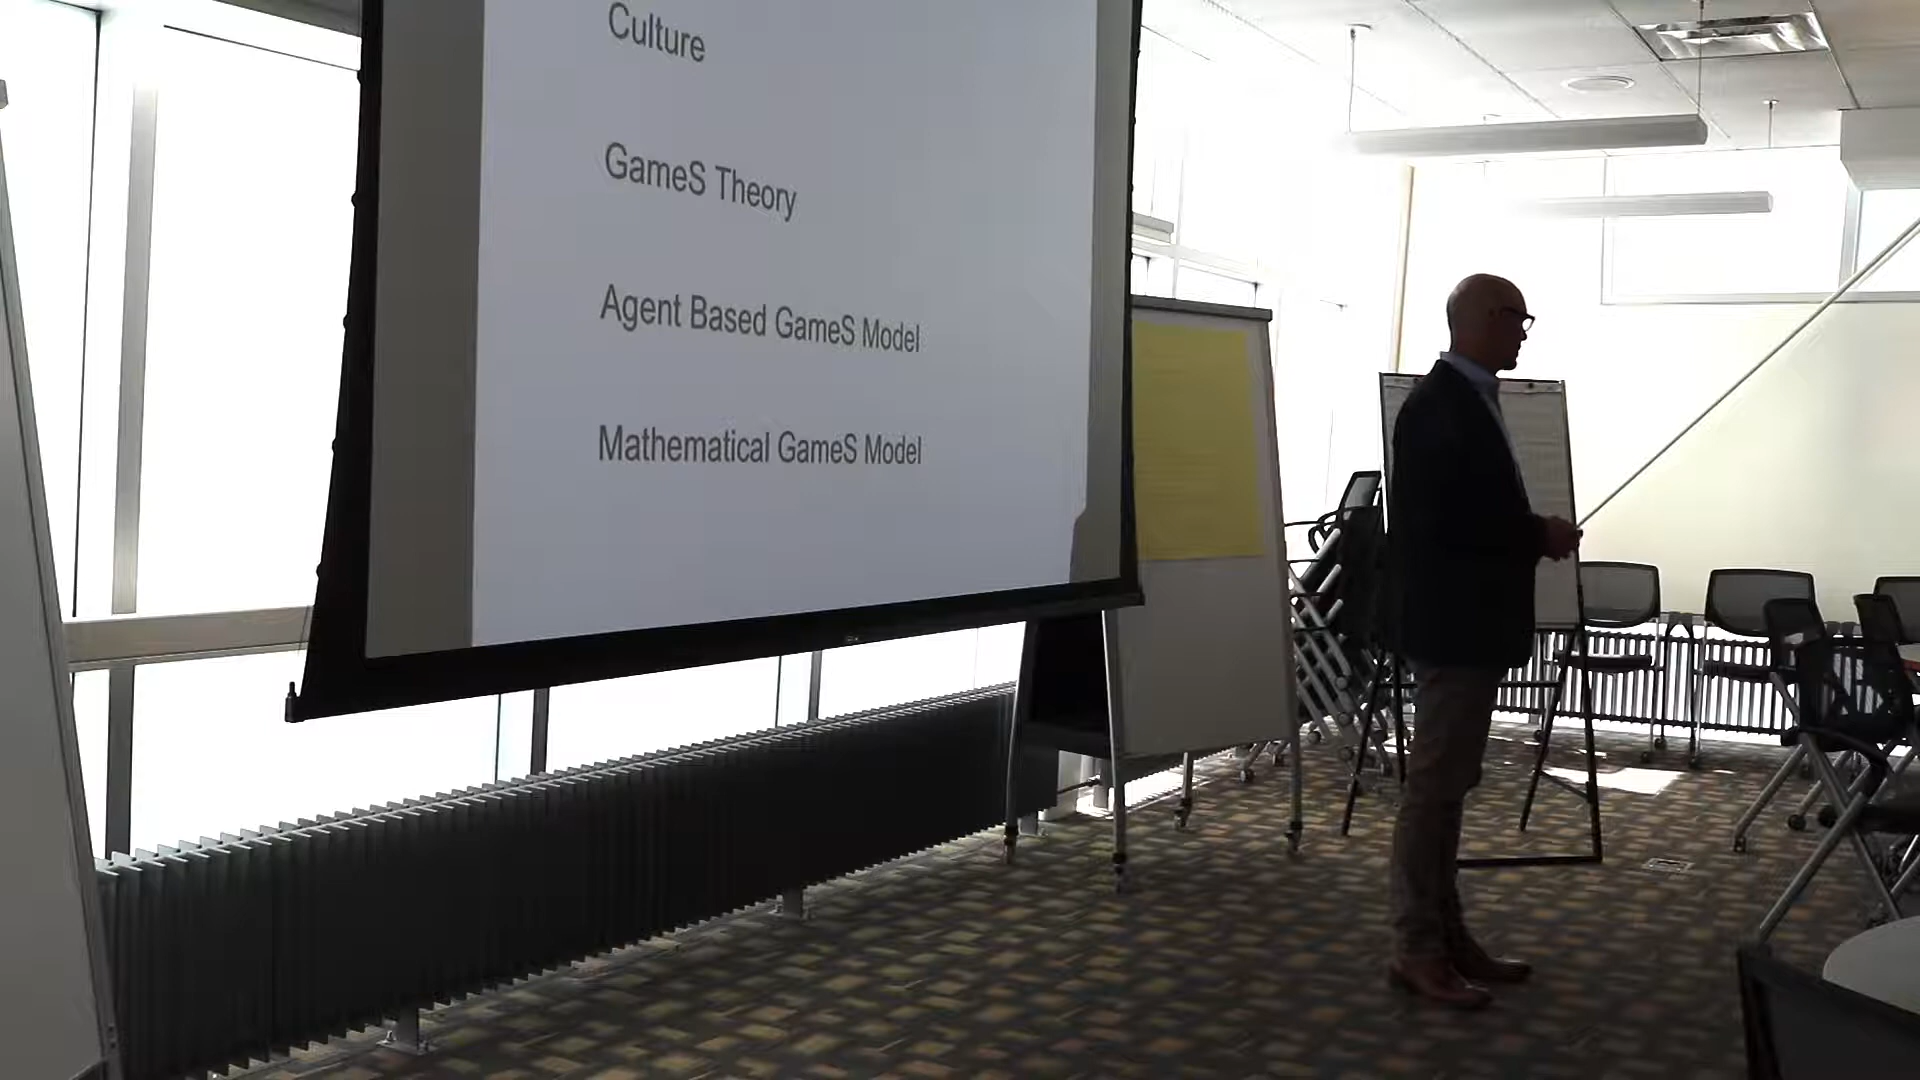 Culture
GameS Theory
Agent Based GameS Model
Mathematical GameS Model